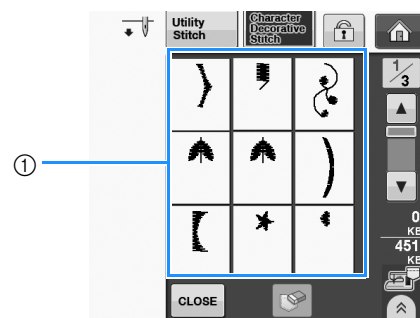 Utility
Stitch
Character
Decorative
Stitch
1/3
①
0
KB
451
KB
CLOSE